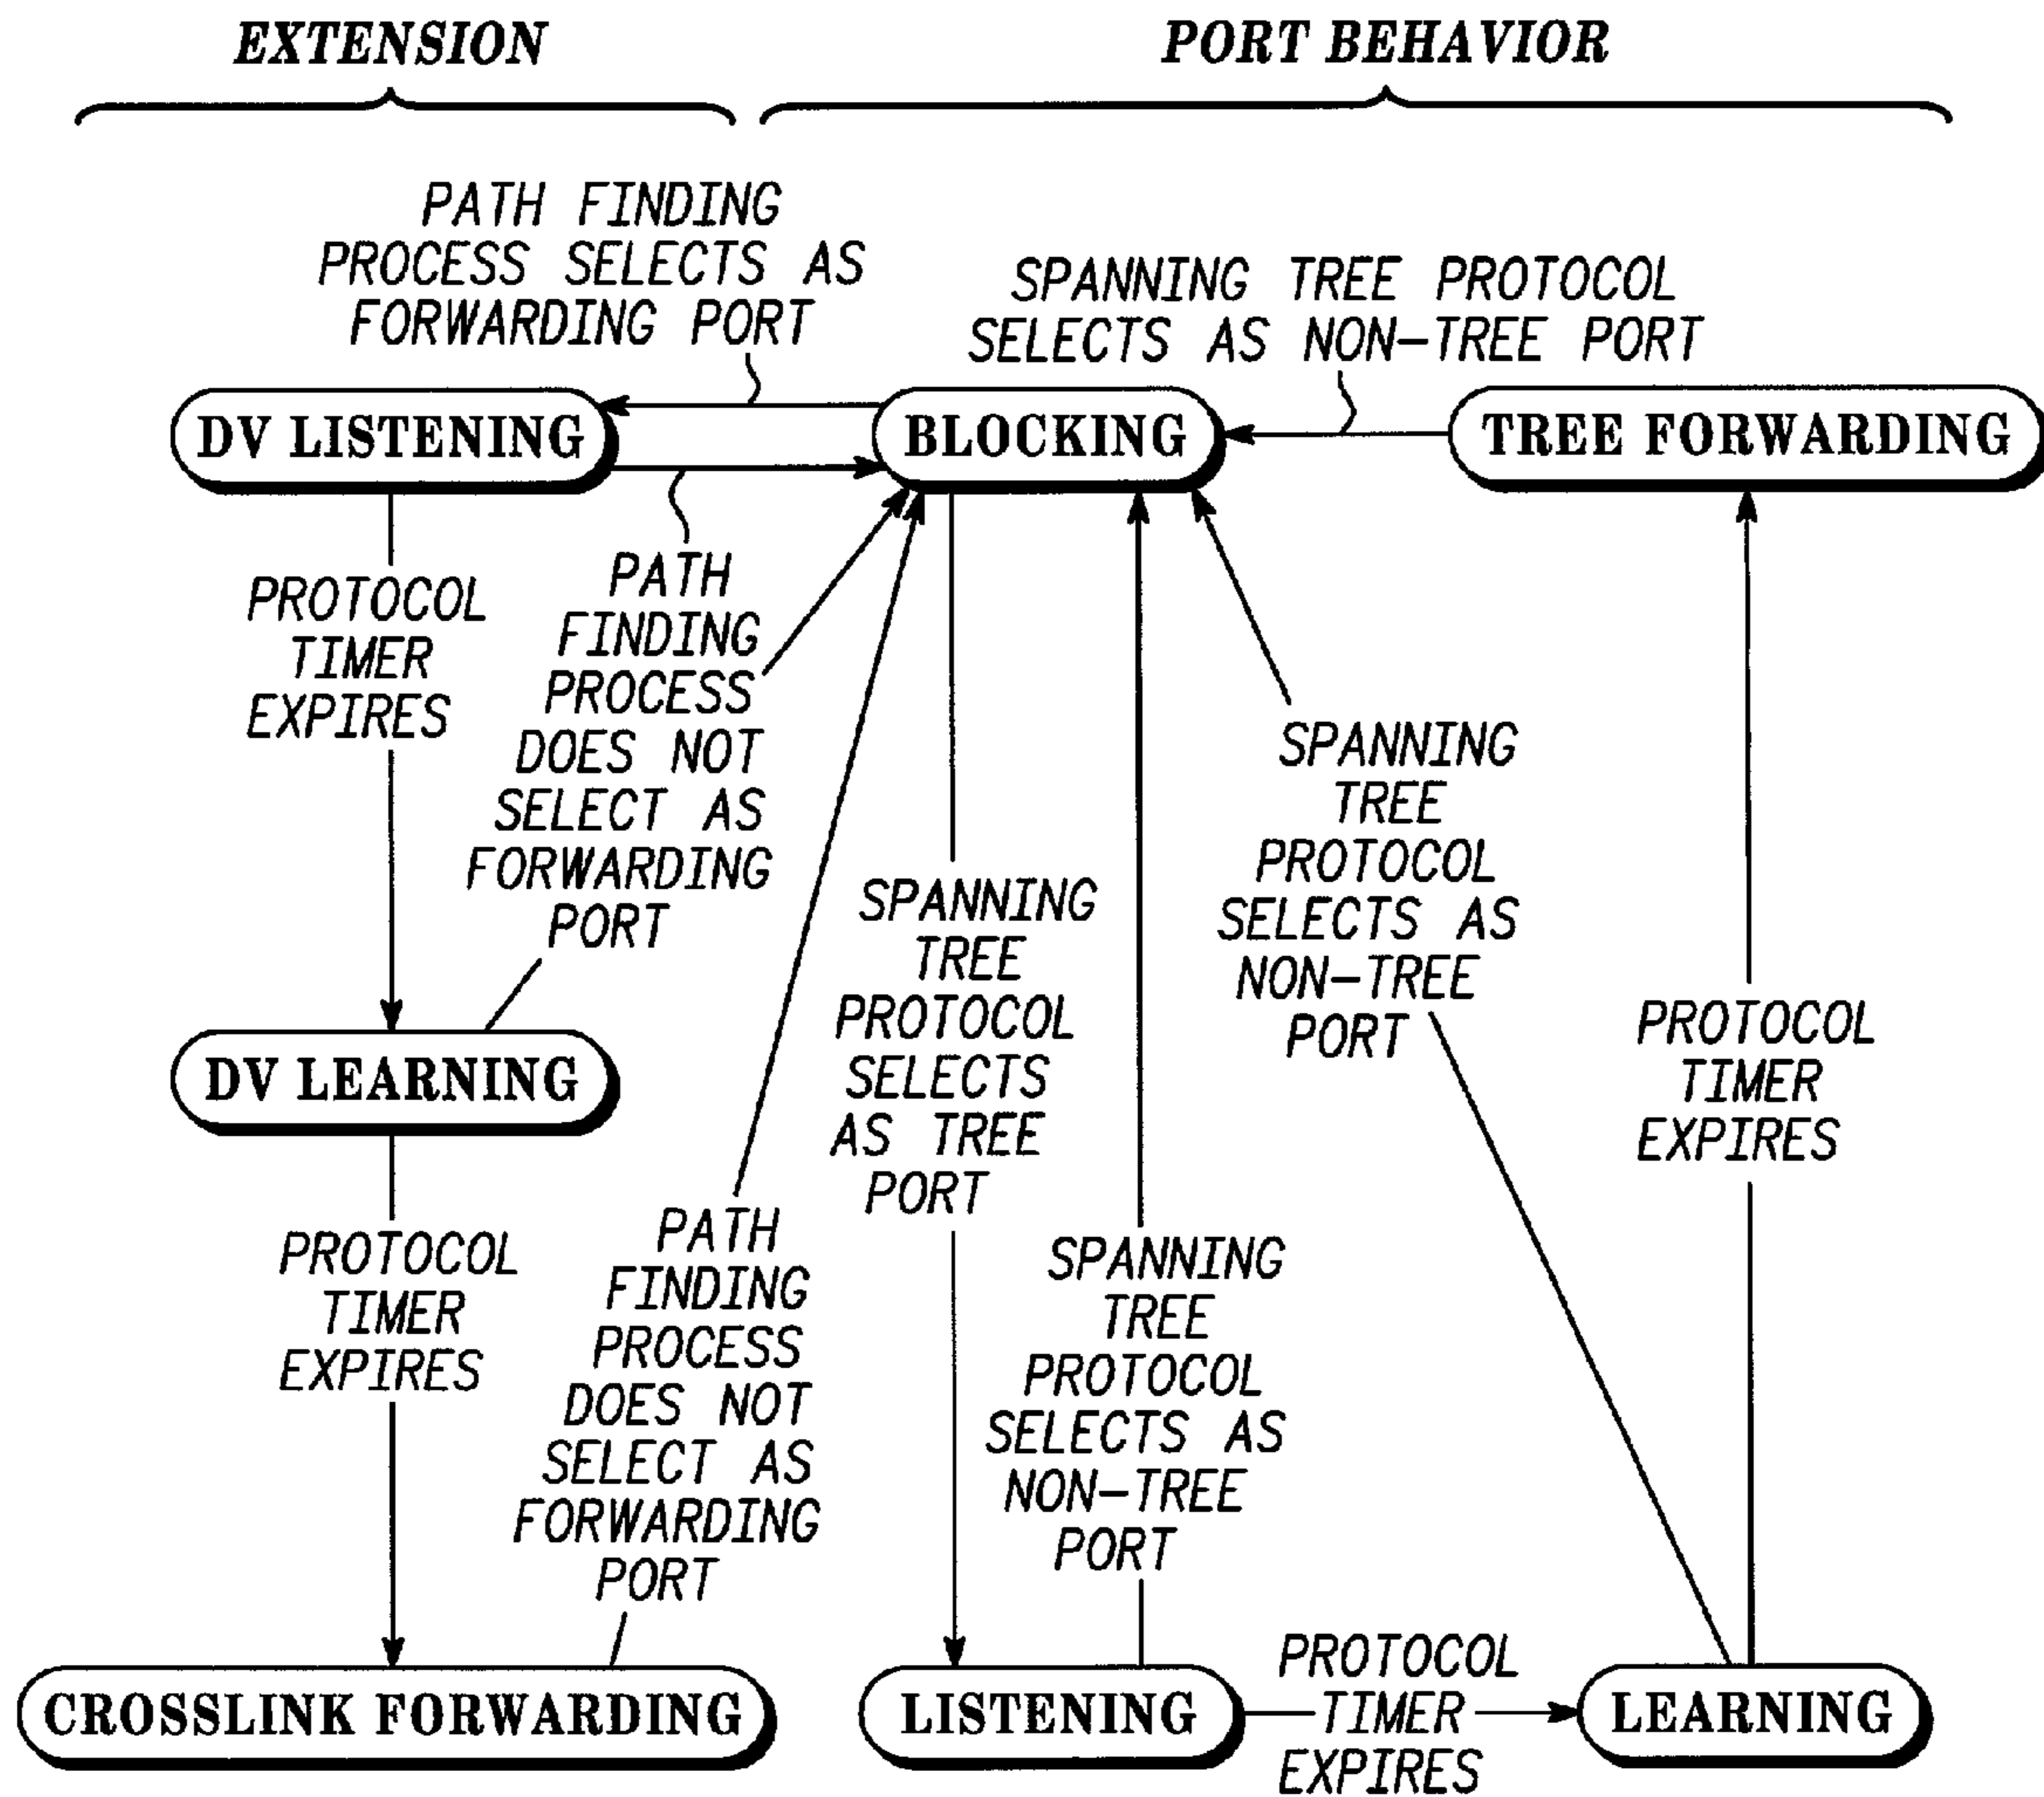 EXTENSION
PORT BEHAVIOR
PATH FINDING
PROCESS SELECTS AS
FORWARDING PORT
SPANNING TREE PROTOCOL
SELECTS AS NON-TREE PORT
DV LISTENING
BLOCKING
TREE FORWARDING
PROTOCOL
TIMER
EXPIRES
PATH
FINDING
PROCESS
DOES NOT
SELECT AS
FORWARDING
PORT
SPANNING
TREE
PROTOCOL
SELECTS
AS TREE
PORT
SPANNING
TREE
PROTOCOL
SELECTS AS
NON-TREE
PORT
PROTOCOL
TIMER
EXPIRES
DV LEARNING
PROTOCOL
TIMER
EXPIRES
PATH
FINDING
PROCESS
DOES NOT
SELECT AS
FORWARDING
PORT
SPANNING
TREE
PROTOCOL
SELECTS AS
NON-TREE
PORT
CROSSLINK FORWARDING
LISTENING
PROTOCOL
TIMER
EXPIRES
LEARNING